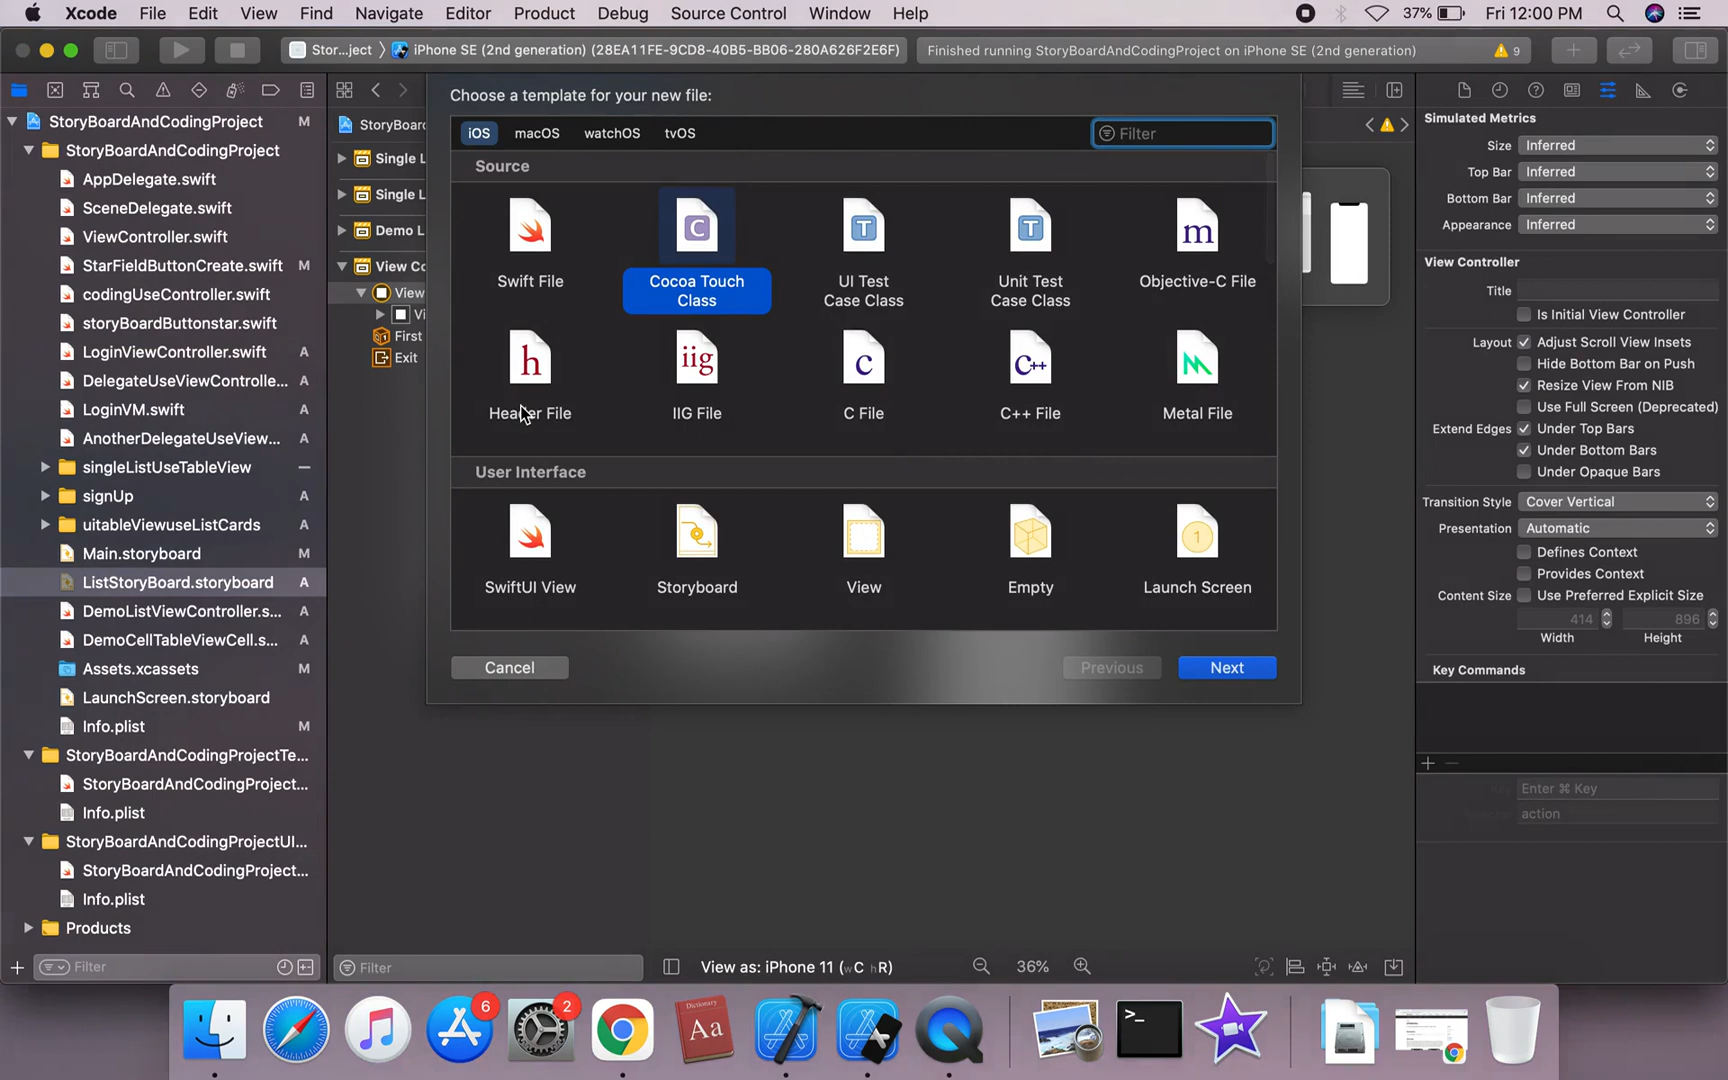 Xcode File Edit View Find Navigate Editor Product Debug Source Control Window Help 37% Fri 12:00 PM
Stor...ject iPhone SE (2nd generation) (28EA11FE-9CD8-40B5-BB06-280A626F2E6F) Finished running StoryBoardAndCodingProject on iPhone SE (2nd generation) 9
StoryBoardAndCodingProject M
StoryBoardAndCodingProject
AppDelegate.swift
SceneDelegate.swift
ViewController.swift
StarFieldButtonCreate.swift M
codingUseController.swift
storyBoardButtonstar.swift
LoginViewController.swift A
DelegateUseViewControlle... A
LoginVM.swift A
AnotherDelegateUseView... A
singleListUseTableView
signUp A
uitableViewuseListCards A
Main.storyboard M
ListStoryBoard.storyboard A
DemoListViewController.s... A
DemoCellTableViewCell.s... A
Assets.xcassets M
LaunchScreen.storyboard
Info.plist M
StoryBoardAndCodingProjectTe...
StoryBoardAndCodingProject...
Info.plist
StoryBoardAndCodingProjectUI...
StoryBoardAndCodingProject...
Info.plist
Products
Filter
StoryBoar
Single L
Single L
Demo L
View Co
View
Vi
First
Exit
Filter
Choose a template for your new file:
iOS macOS watchOS tvOS Filter
Source
C T T m
Swift File
Cocoa Touch
Class
UI Test
Case Class
Unit Test
Case Class
Objective-C File
h iig c c++
Header File IIG File C File C++ File Metal File
User Interface
1
SwiftUI View Storyboard View Empty Launch Screen
Cancel Previous Next
View as: iPhone 11 (wC hR) 36%
Simulated Metrics
Size Inferred
Top Bar Inferred
Bottom Bar Inferred
Appearance Inferred
View Controller
Title
Is Initial View Controller
Layout Adjust Scroll View Insets
Hide Bottom Bar on Push
Resize View From NIB
Use Full Screen (Deprecated)
Extend Edges Under Top Bars
Under Bottom Bars
Under Opaque Bars
Transition Style Cover Vertical
Presentation Automatic
Defines Context
Provides Context
Content Size Use Preferred Explicit Size
414 896
Width Height
Key Commands
Enter ⌘ Key
action
6 2 Dictionary Aa >_